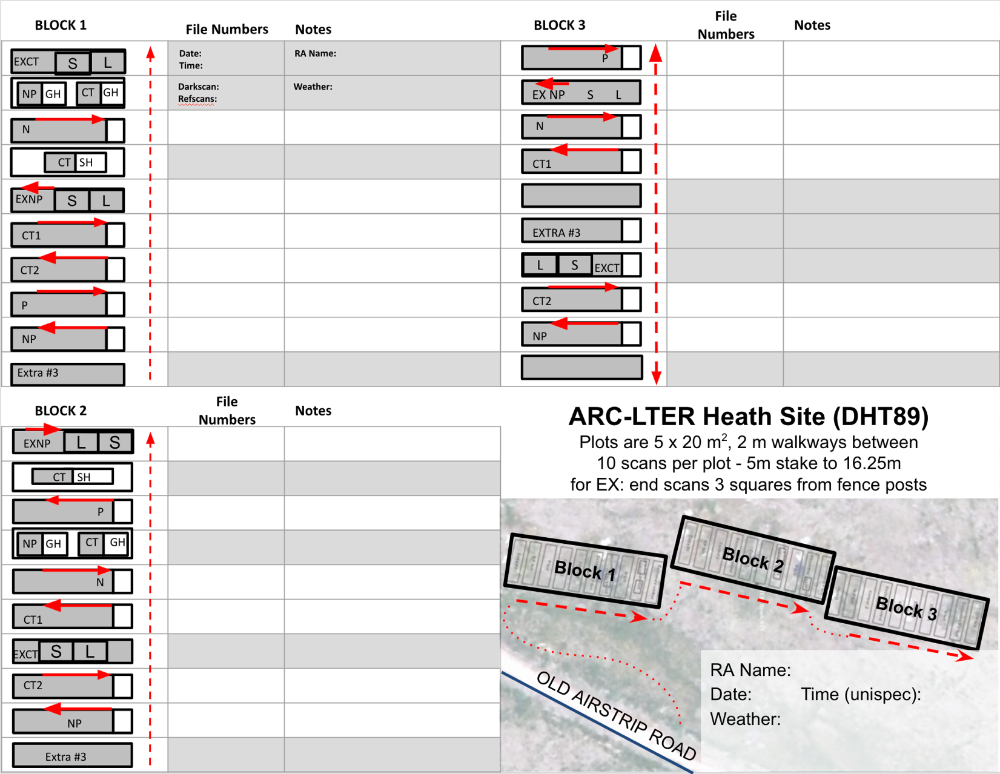 BLOCK 1
File Numbers
Notes
EXCT S L
Date:
Time:
RA Name:
NP GH CT GH
Darkscan:
Refscans:
Weather:
N
CT SH
EXNP S L
CT1
CT2
P
NP
Extra #3
BLOCK 3
File
Numbers
Notes
P
EX NP S L
N
CT1
EXTRA #3
L S EXCT
CT2
NP
BLOCK 2
File
Numbers
Notes
EXNP L S
CT SH
P
NP GH CT GH
N
CT1
EXCT S L
CT2
NP
Extra #3
ARC-LTER Heath Site (DHT89)
Plots are 5 x 20 m², 2 m walkways between
10 scans per plot - 5m stake to 16.25m
for EX: end scans 3 squares from fence posts
Block 1
Block 2
Block 3
OLD AIRSTRIP ROAD
RA Name:
Date: Time (unispec):
Weather: